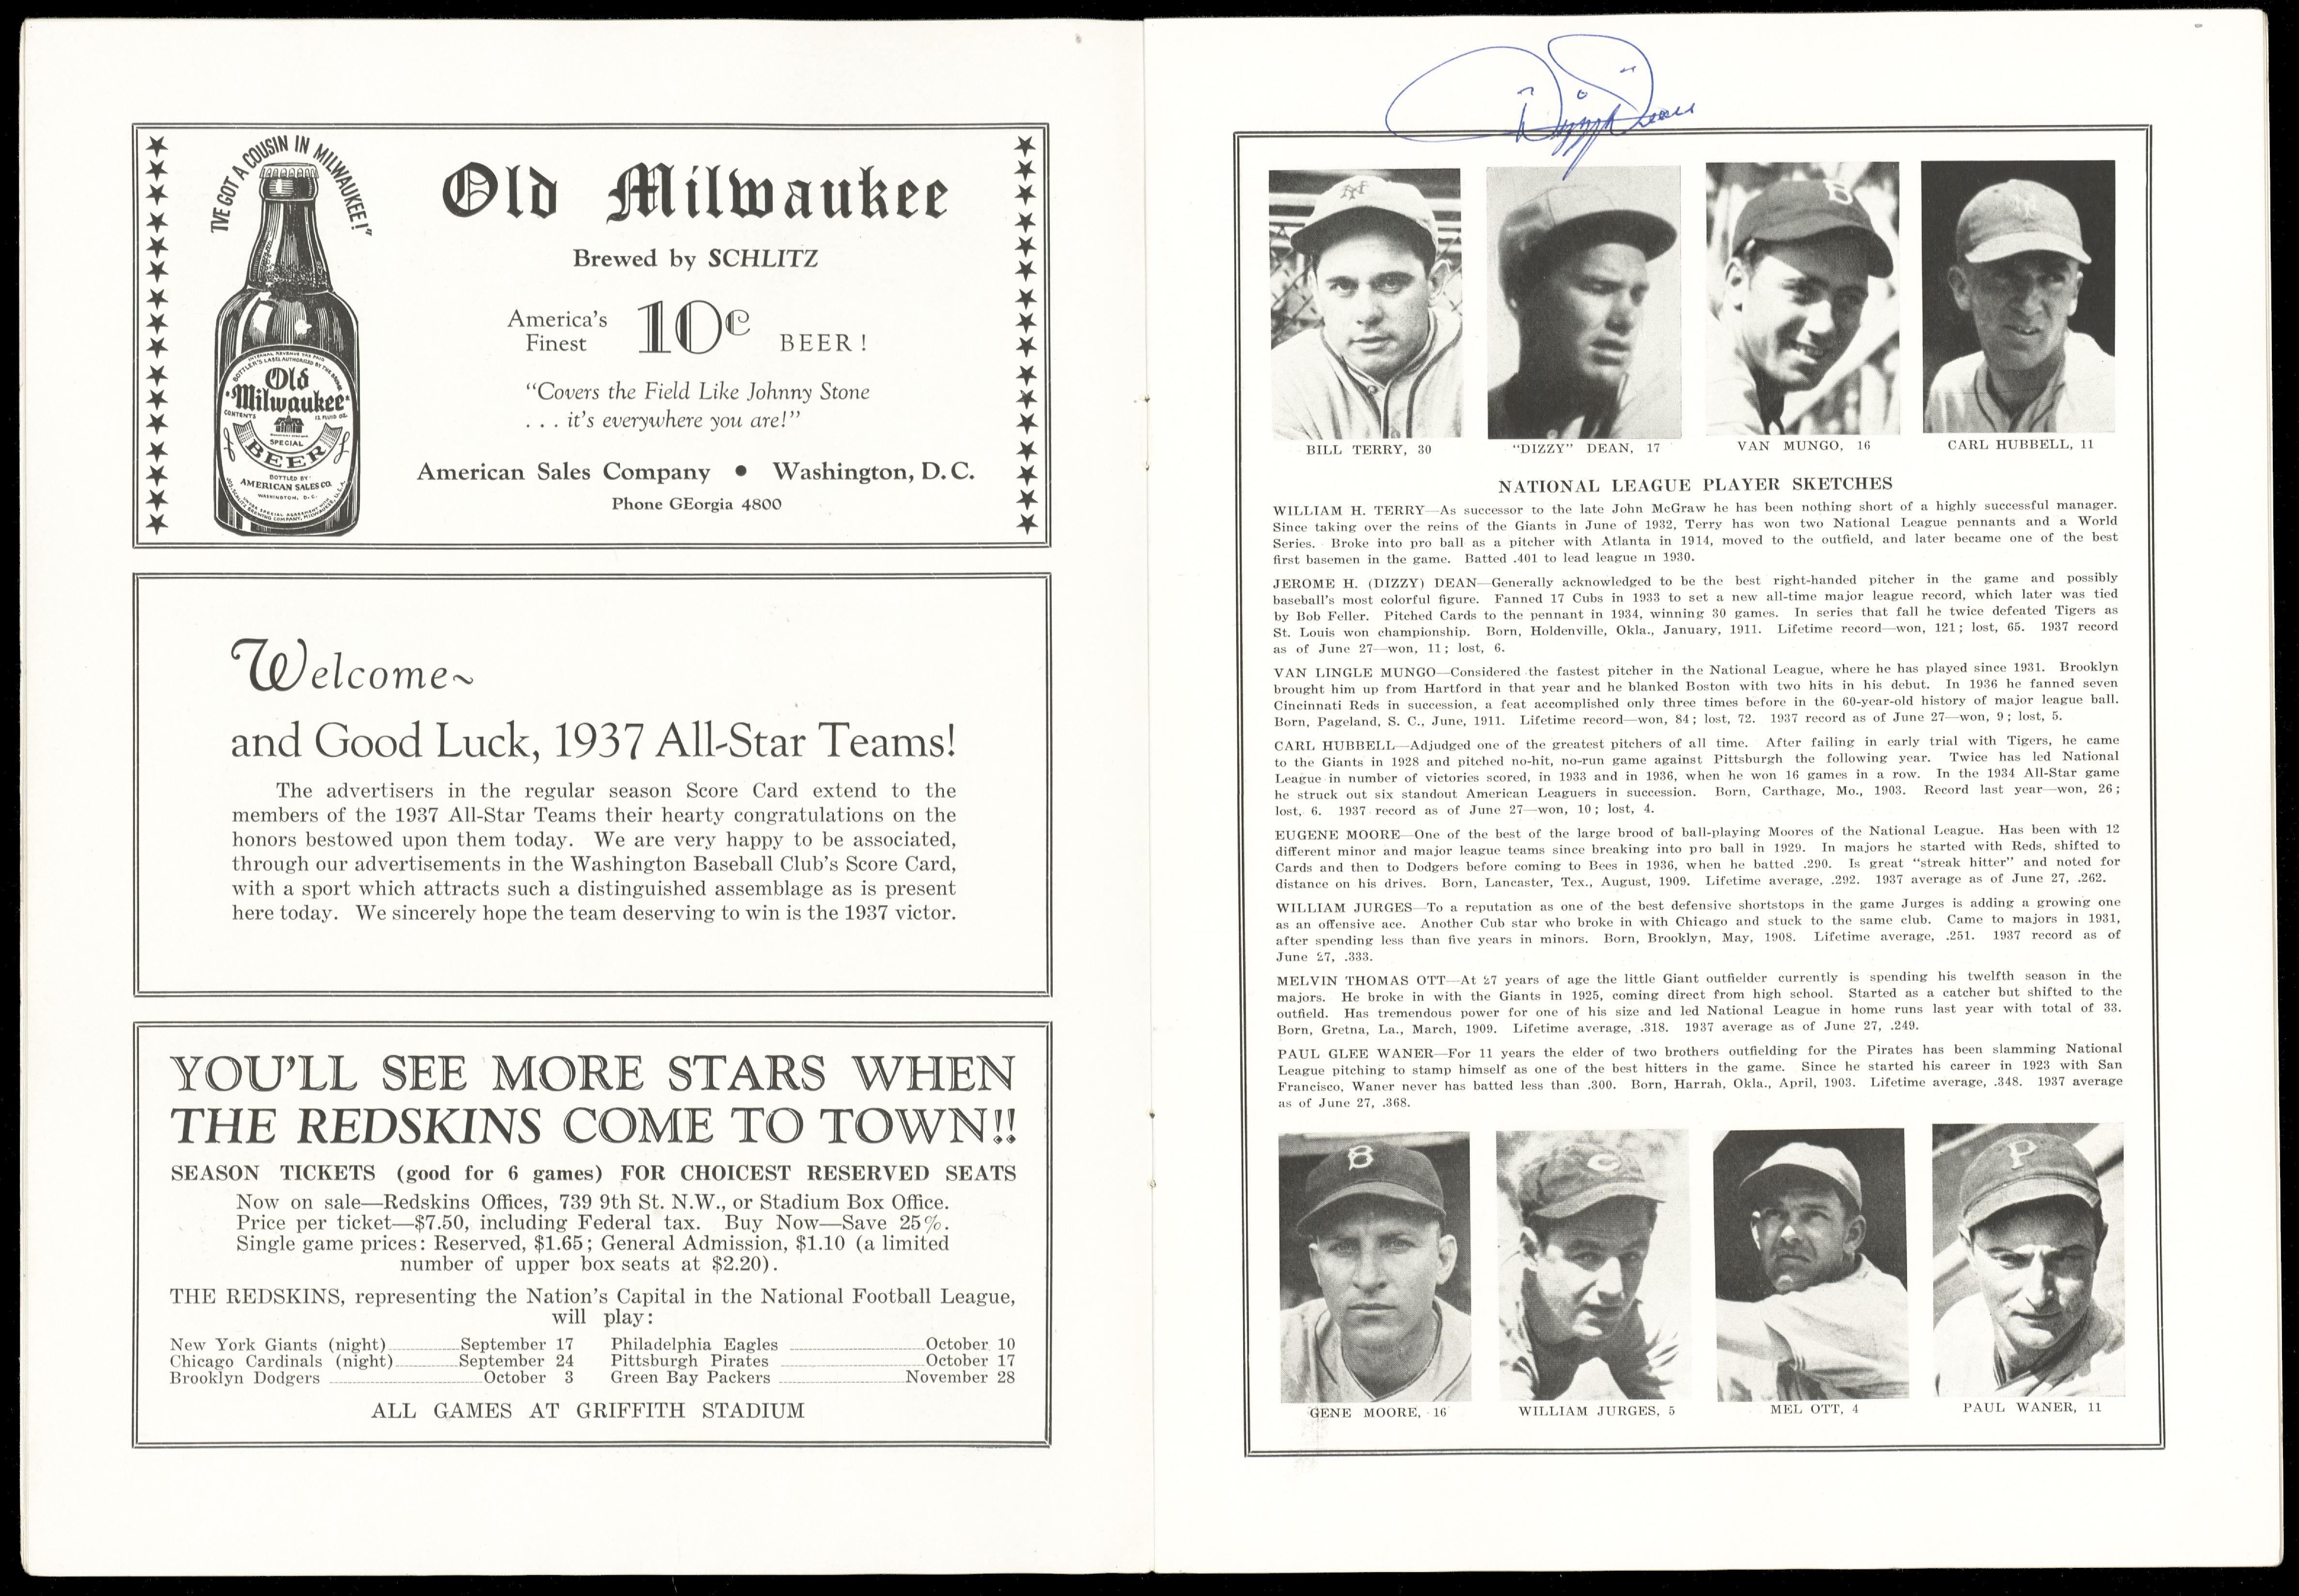 "I'VE GOT A COUSIN IN MILWAUKEE!"
Old Milwaukee
Brewed by SCHLITZ
America's Finest 10c BEER!
"Covers the Field Like Johnny Stone
. . . it's everywhere you are!"
American Sales Company • Washington, D. C.
Phone GEorgia 4800
INTERNAL REVENUE TAX PAID
Old
Milwaukee
CONTENTS 12 FLUID OZ.
SPECIAL
BEER
BOTTLED BY
AMERICAN SALES CO.
WASHINGTON, D. C.
Welcome~
and Good Luck, 1937 All-Star Teams!
The advertisers in the regular season Score Card extend to the
members of the 1937 All-Star Teams their hearty congratulations on the
honors bestowed upon them today. We are very happy to be associated,
through our advertisements in the Washington Baseball Club's Score Card,
with a sport which attracts such a distinguished assemblage as is present
here today. We sincerely hope the team deserving to win is the 1937 victor.
YOU'LL SEE MORE STARS WHEN
THE REDSKINS COME TO TOWN!!
SEASON TICKETS (good for 6 games) FOR CHOICEST RESERVED SEATS
Now on sale—Redskins Offices, 739 9th St. N.W., or Stadium Box Office.
Price per ticket—$7.50, including Federal tax. Buy Now—Save 25%.
Single game prices: Reserved, $1.65; General Admission, $1.10 (a limited
number of upper box seats at $2.20).
THE REDSKINS, representing the Nation's Capital in the National Football League,
will play:
New York Giants (night) September 17 Philadelphia Eagles October 10
Chicago Cardinals (night) September 24 Pittsburgh Pirates October 17
Brooklyn Dodgers October 3 Green Bay Packers November 28
ALL GAMES AT GRIFFITH STADIUM
Dizzy Dean
BILL TERRY, 30 "DIZZY" DEAN, 17 VAN MUNGO, 16 CARL HUBBELL, 11
NATIONAL LEAGUE PLAYER SKETCHES
WILLIAM H. TERRY—As successor to the late John McGraw he has been nothing short of a highly successful manager.
Since taking over the reins of the Giants in June of 1932, Terry has won two National League pennants and a World
Series. Broke into pro ball as a pitcher with Atlanta in 1914, moved to the outfield, and later became one of the best
first basemen in the game. Batted .401 to lead league in 1930.
JEROME H. (DIZZY) DEAN—Generally acknowledged to be the best right-handed pitcher in the game and possibly
baseball's most colorful figure. Fanned 17 Cubs in 1933 to set a new all-time major league record, which later was tied
by Bob Feller. Pitched Cards to the pennant in 1934, winning 30 games. In series that fall he twice defeated Tigers as
St. Louis won championship. Born, Holdenville, Okla., January, 1911. Lifetime record—won, 121; lost, 65. 1937 record
as of June 27—won, 11; lost, 6.
VAN LINGLE MUNGO—Considered the fastest pitcher in the National League, where he has played since 1931. Brooklyn
brought him up from Hartford in that year and he blanked Boston with two hits in his debut. In 1936 he fanned seven
Cincinnati Reds in succession, a feat accomplished only three times before in the 60-year-old history of major league ball.
Born, Pageland, S. C., June, 1911. Lifetime record—won, 84; lost, 72. 1937 record as of June 27—won, 9; lost, 5.
CARL HUBBELL—Adjudged one of the greatest pitchers of all time. After failing in early trial with Tigers, he came
to the Giants in 1928 and pitched no-hit, no-run game against Pittsburgh the following year. Twice has led National
League in number of victories scored, in 1933 and in 1936, when he won 16 games in a row. In the 1934 All-Star game
he struck out six standout American Leaguers in succession. Born, Carthage, Mo., 1903. Record last year—won, 26;
lost, 6. 1937 record as of June 27—won, 10; lost, 4.
EUGENE MOORE—One of the best of the large brood of ball-playing Moores of the National League. Has been with 12
different minor and major league teams since breaking into pro ball in 1929. In majors he started with Reds, shifted to
Cards and then to Dodgers before coming to Bees in 1936, when he batted .290. Is great "streak hitter" and noted for
distance on his drives. Born, Lancaster, Tex., August, 1909. Lifetime average, .292. 1937 average as of June 27, .262.
WILLIAM JURGES—To a reputation as one of the best defensive shortstops in the game Jurges is adding a growing one
as an offensive ace. Another Cub star who broke in with Chicago and stuck to the same club. Came to majors in 1931,
after spending less than five years in minors. Born, Brooklyn, May, 1908. Lifetime average, .251. 1937 record as of
June 27, .333.
MELVIN THOMAS OTT—At 27 years of age the little Giant outfielder currently is spending his twelfth season in the
majors. He broke in with the Giants in 1925, coming direct from high school. Started as a catcher but shifted to the
outfield. Has tremendous power for one of his size and led National League in home runs last year with total of 33.
Born, Gretna, La., March, 1909. Lifetime average, .318. 1937 average as of June 27, .249.
PAUL GLEE WANER—For 11 years the elder of two brothers outfielding for the Pirates has been slamming National
League pitching to stamp himself as one of the best hitters in the game. Since he started his career in 1923 with San
Francisco, Waner never has batted less than .300. Born, Harrah, Okla., April, 1903. Lifetime average, .348. 1937 average
as of June 27, .368.
GENE MOORE, 16 WILLIAM JURGES, 5 MEL OTT, 4 PAUL WANER, 11